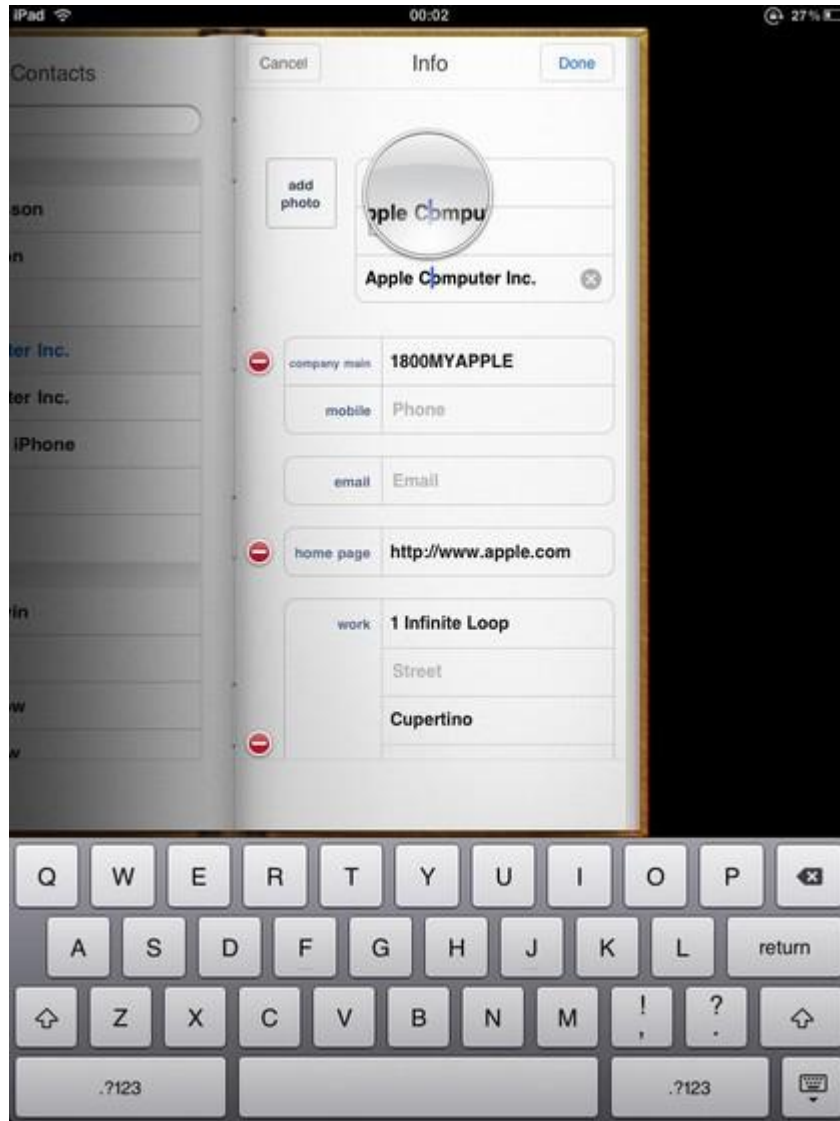 iPad 00:02 27%
Contacts
Cancel Info Done
add
photo
pple Compu
Apple Computer Inc.
company main 1800MYAPPLE
mobile Phone
email Email
home page http://www.apple.com
work 1 Infinite Loop
Street
Cupertino
son
n
ter Inc.
ter Inc.
iPhone
in
w
w
Q W E R T Y U I O P
A S D F G H J K L return
Z X C V B N M ! , ? .
.?123 .?123